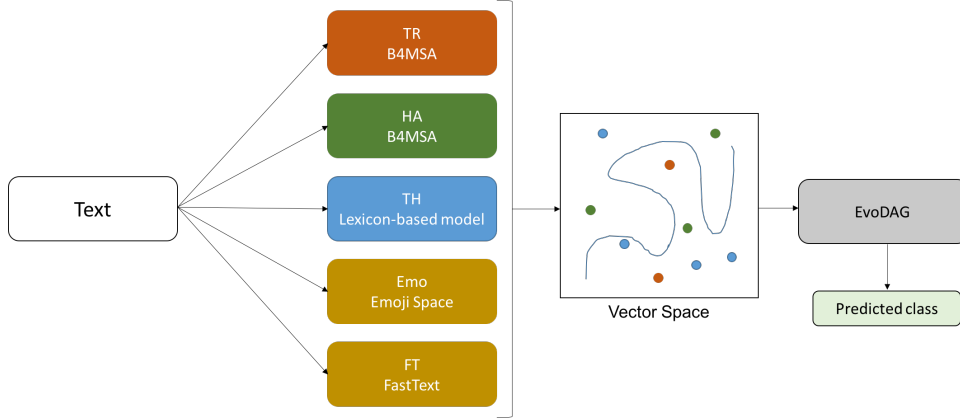 Text
TR
B4MSA
HA
B4MSA
TH
Lexicon-based model
Emo
Emoji Space
FT
FastText
Vector Space
EvoDAG
Predicted class